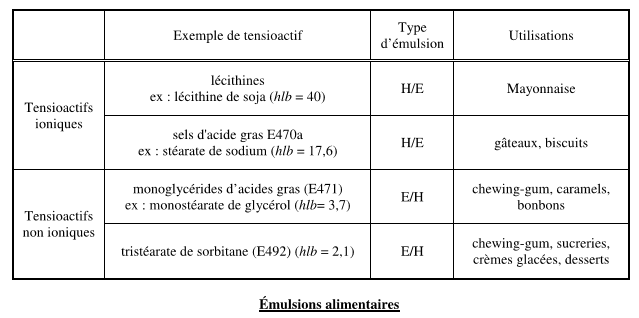 Exemple de tensioactif
Type
d'émulsion
Utilisations
Tensioactifs
ioniques
lécithines
ex : lécithine de soja (hlb = 40)
H/E
Mayonnaise
sels d'acide gras E470a
ex : stéarate de sodium (hlb = 17,6)
H/E
gâteaux, biscuits
Tensioactifs
non ioniques
monoglycérides d'acides gras (E471)
ex : monostéarate de glycérol (hlb= 3,7)
E/H
chewing-gum, caramels,
bonbons
tristéarate de sorbitane (E492) (hlb = 2,1)
E/H
chewing-gum, sucreries,
crèmes glacées, desserts
Émulsions alimentaires